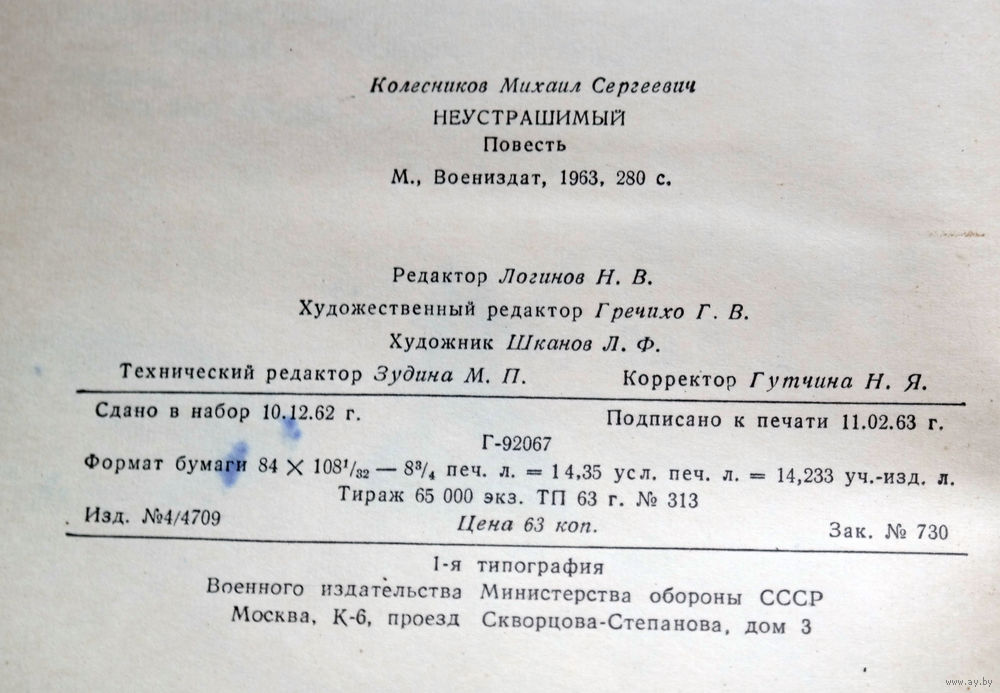 Колесников Михаил Сергеевич
НЕУСТРАШИМЫЙ
Повесть
М., Воениздат, 1963, 280 с.
Редактор Логинов Н. В.
Художественный редактор Гречихо Г. В.
Художник Шканов Л. Ф.
Технический редактор Зудина М. П. Корректор Гутчина Н. Я.
Сдано в набор 10.12.62 г. Подписано к печати 11.02.63 г.
Г-92067
Формат бумаги 84 × 108¹/₃₂ — 8³/₄ печ. л. = 14,35 усл. печ. л. = 14,233 уч.-изд. л.
Тираж 65 000 экз. ТП 63 г. № 313
Изд. №4/4709 Цена 63 коп. Зак. № 730
1-я типография
Военного издательства Министерства обороны СССР
Москва, К-6, проезд Скворцова-Степанова, дом 3
www.ay.by